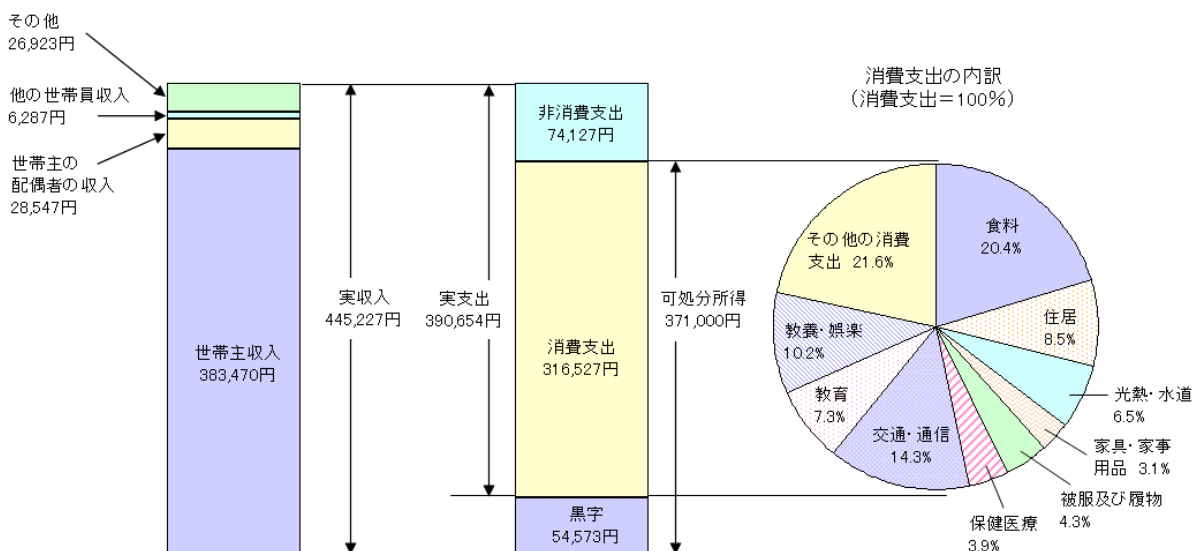 その他
26,923円
他の世帯員収入
6,287円
世帯主の
配偶者の収入
28,547円
世帯主収入
383,470円
実収入
445,227円
実支出
390,654円
非消費支出
74,127円
消費支出
316,527円
黒字
54,573円
可処分所得
371,000円
消費支出の内訳
(消費支出=100%)
食料
20.4%
住居
8.5%
光熱・水道
6.5%
家具・家事
用品 3.1%
被服及び履物
4.3%
保健医療
3.9%
交通・通信
14.3%
教育
7.3%
教養・娯楽
10.2%
その他の消費
支出 21.6%